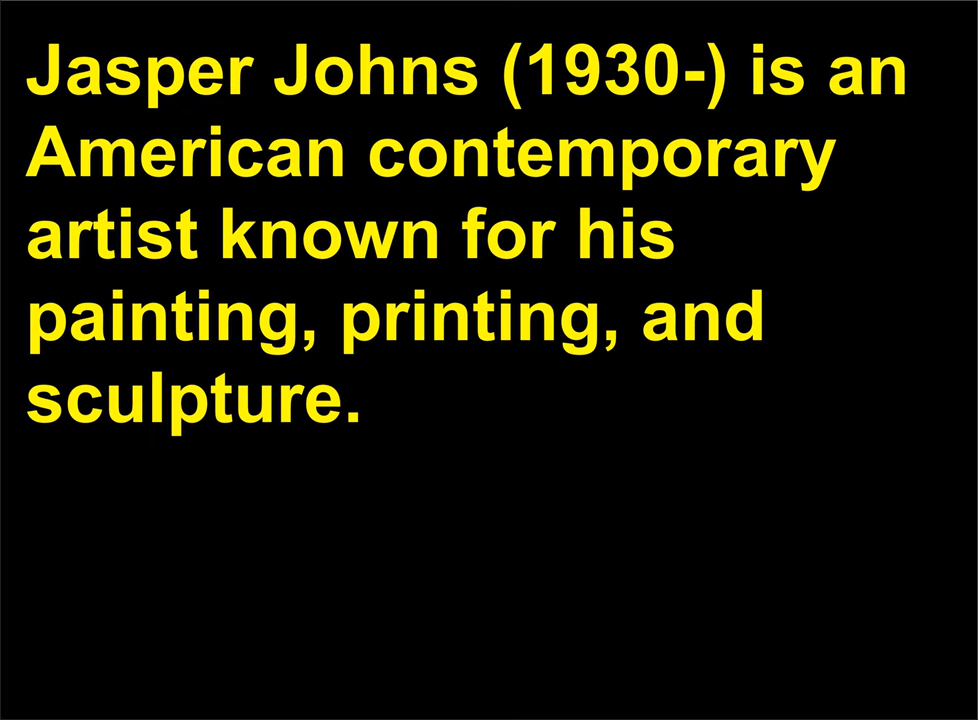 Jasper Johns (1930-) is an
American contemporary
artist known for his
painting, printing, and
sculpture.